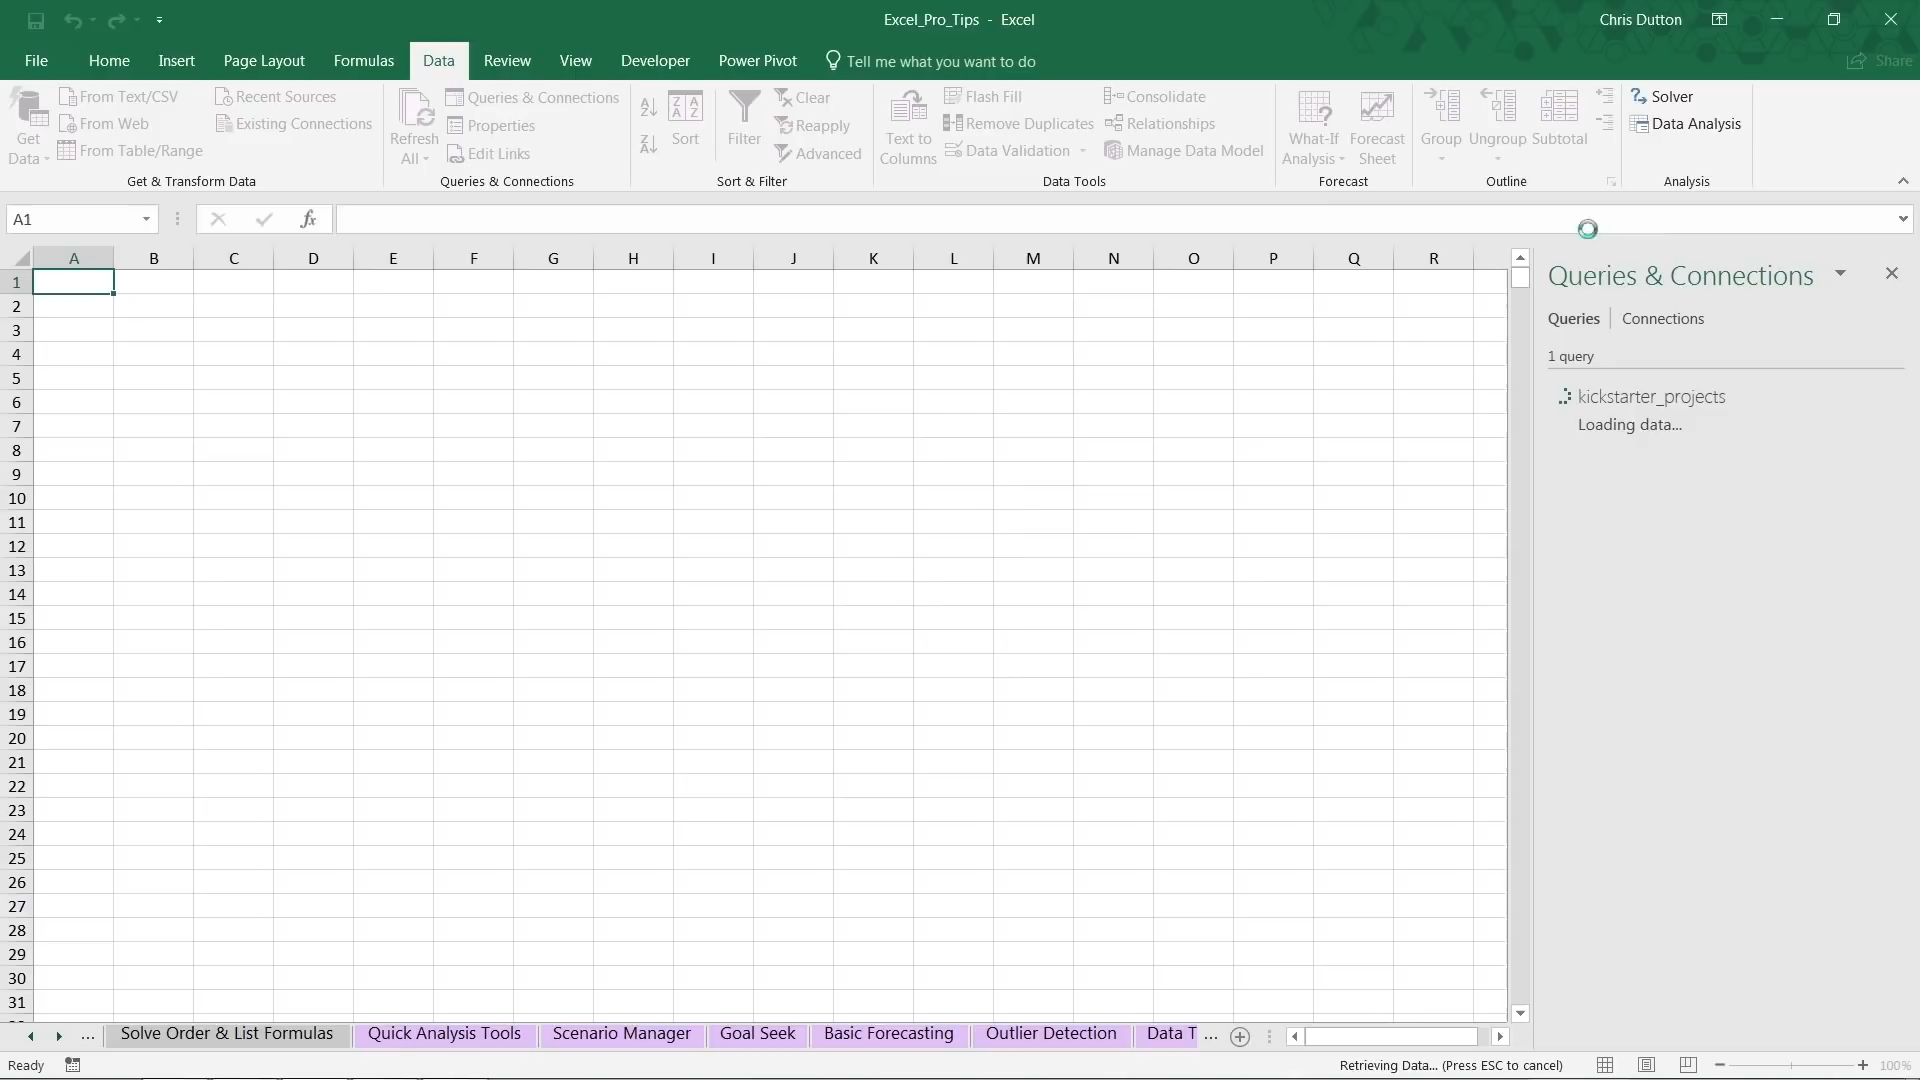 Excel_Pro_Tips - Excel
Chris Dutton
File Home Insert Page Layout Formulas Data Review View Developer Power Pivot Tell me what you want to do Share
Get Data
From Text/CSV
From Web
From Table/Range
Recent Sources
Existing Connections
Get & Transform Data
Refresh All
Queries & Connections
Properties
Edit Links
Queries & Connections
Sort
Filter
Clear
Reapply
Advanced
Sort & Filter
Text to Columns
Flash Fill
Remove Duplicates
Data Validation
Consolidate
Relationships
Manage Data Model
Data Tools
What-If Analysis
Forecast Sheet
Forecast
Group
Ungroup
Subtotal
Outline
Solver
Data Analysis
Analysis
A1
fx
A B C D E F G H I J K L M N O P Q R
1
2
3
4
5
6
7
8
9
10
11
12
13
14
15
16
17
18
19
20
21
22
23
24
25
26
27
28
29
30
31
Queries & Connections
Queries | Connections
1 query
kickstarter_projects
Loading data...
... Solve Order & List Formulas Quick Analysis Tools Scenario Manager Goal Seek Basic Forecasting Outlier Detection Data T ...
Ready
Retrieving Data... (Press ESC to cancel)
100%